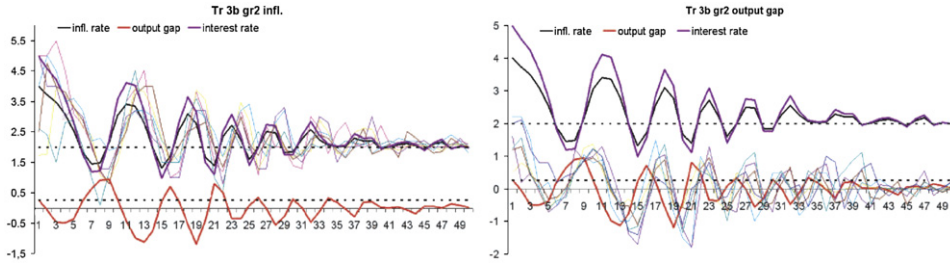 Tr 3b gr2 infl.
infl. rate output gap interest rate
5.5
4.5
3.5
2.5
1.5
0.5
-0.5
-1.5
1 3 5 7 9 11 13 15 17 19 21 23 25 27 29 31 33 35 37 39 41 43 45 47 49
Tr 3b gr2 output gap
infl. rate output gap interest rate
5
4
3
2
1
0
-1
-2
1 3 5 7 9 11 13 15 17 19 21 23 25 27 29 31 33 35 37 39 41 43 45 47 49